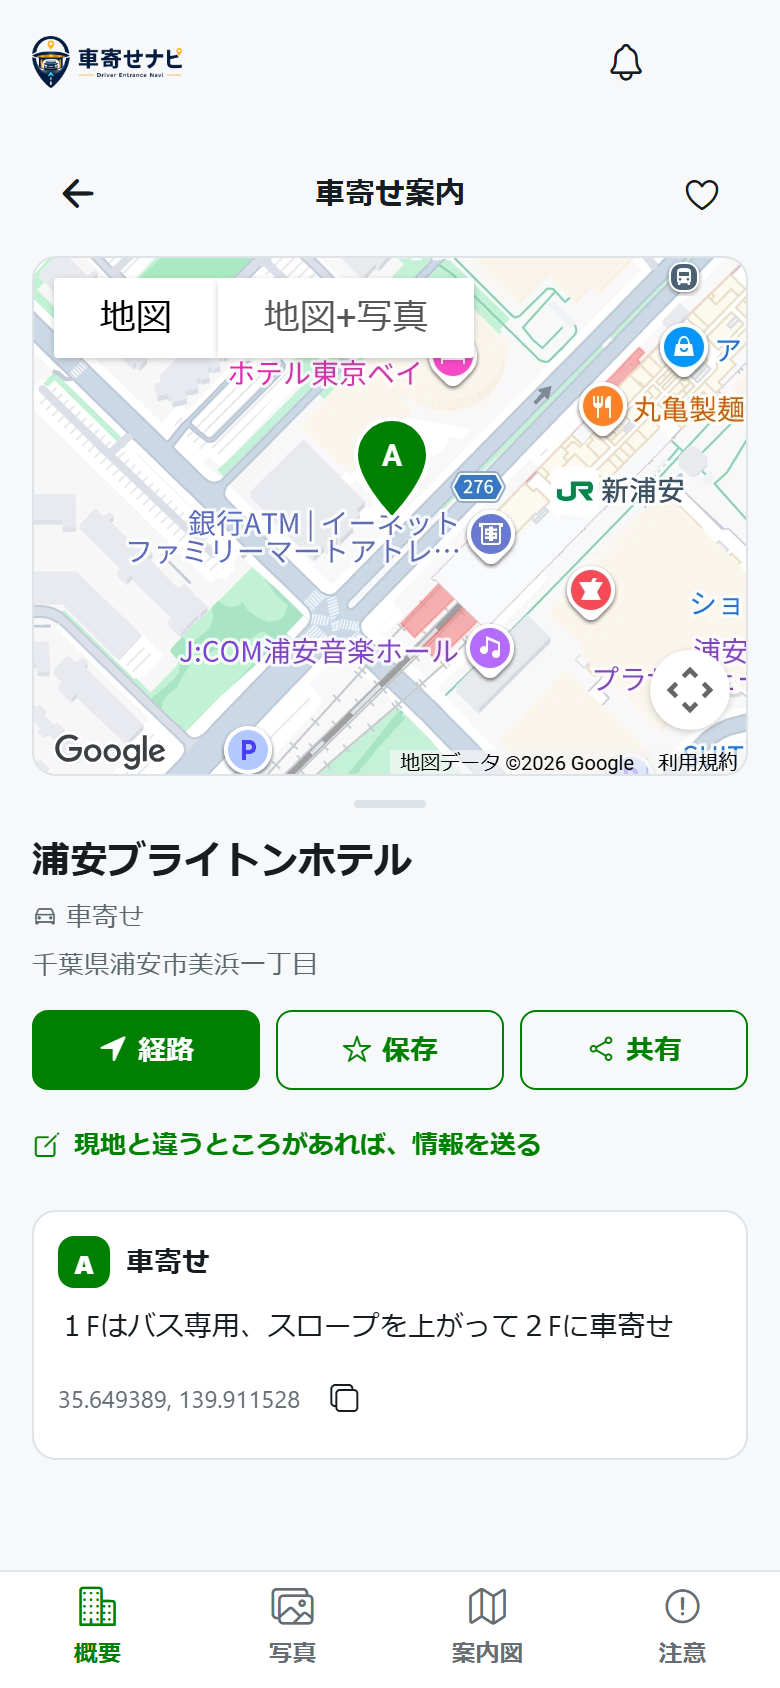 車寄せナビ
Driver Entrance Navi
車寄せ案内
地図
地図+写真
ア
ホテル東京ベイ
丸亀製麺
A
276
新浦安
銀行ATM | イーネット
ファミリーマートアトレ…
ショ
J:COM浦安音楽ホール
浦安
プラ
P
Google
地図データ ©2026 Google
利用規約
浦安ブライトンホテル
車寄せ
千葉県浦安市美浜一丁目
経路
保存
共有
現地と違うところがあれば、情報を送る
A 車寄せ
１Fはバス専用、スロープを上がって２Fに車寄せ
35.649389, 139.911528
概要
写真
案内図
注意